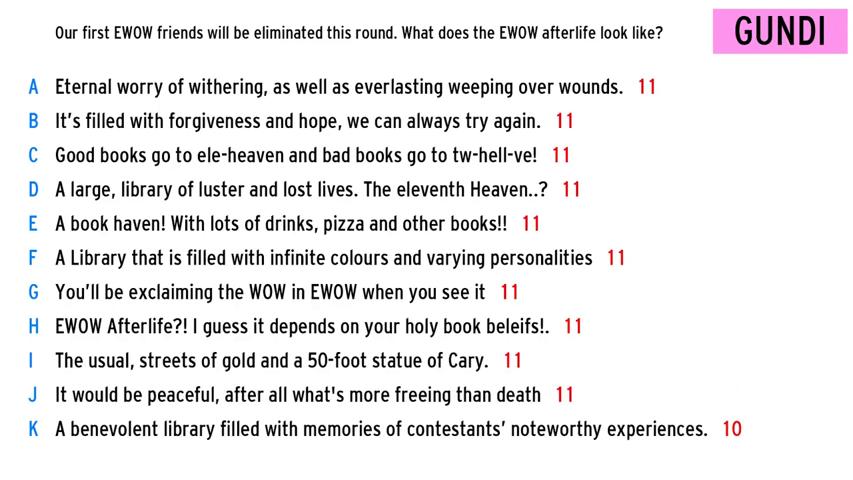 Our first EWOW friends will be eliminated this round. What does the EWOW afterlife look like?
GUNDI
A Eternal worry of withering, as well as everlasting weeping over wounds. 11
B It's filled with forgiveness and hope, we can always try again. 11
C Good books go to ele-heaven and bad books go to tw-hell-ve! 11
D A large, library of luster and lost lives. The eleventh Heaven..? 11
E A book haven! With lots of drinks, pizza and other books!! 11
F A Library that is filled with infinite colours and varying personalities 11
G You'll be exclaiming the WOW in EWOW when you see it 11
H EWOW Afterlife?! I guess it depends on your holy book beleifs!. 11
I The usual, streets of gold and a 50-foot statue of Cary. 11
J It would be peaceful, after all what's more freeing than death 11
K A benevolent library filled with memories of contestants' noteworthy experiences. 10